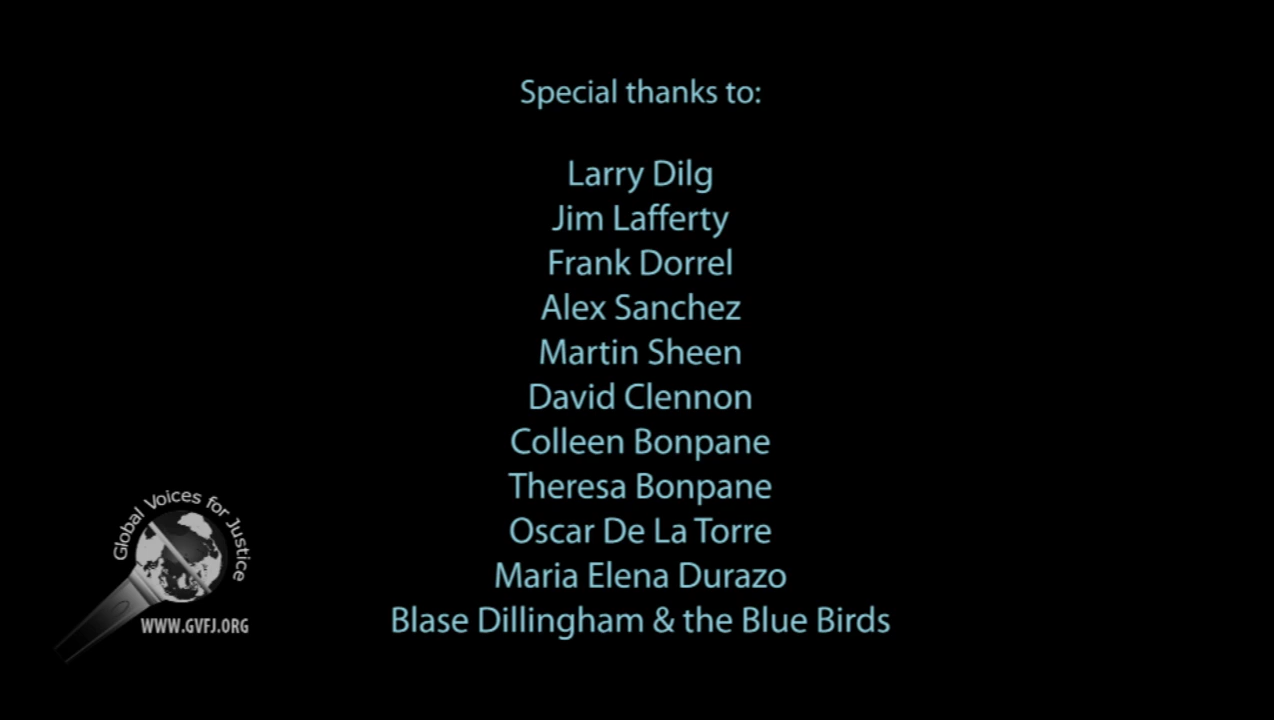 Special thanks to:
Larry Dilg
Jim Lafferty
Frank Dorrel
Alex Sanchez
Martin Sheen
David Clennon
Colleen Bonpane
Theresa Bonpane
Oscar De La Torre
Maria Elena Durazo
Blase Dillingham & the Blue Birds
Global Voices for Justice
WWW.GVFJ.ORG